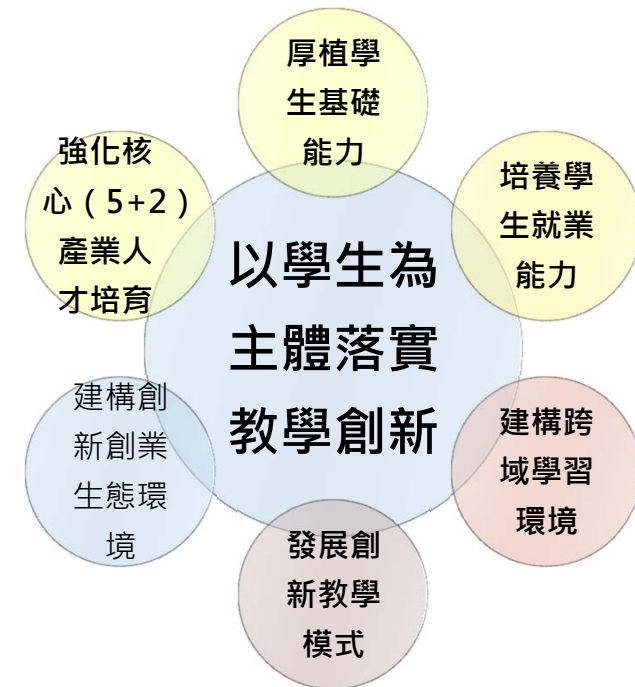 厚植學
生基礎
能力
培養學
生就業
能力
建構跨
域學習
環境
發展創
新教學
模式
建構創
新創業
生態環
境
強化核
心（5+2）
產業人
才培育
以學生為
主體落實
教學創新